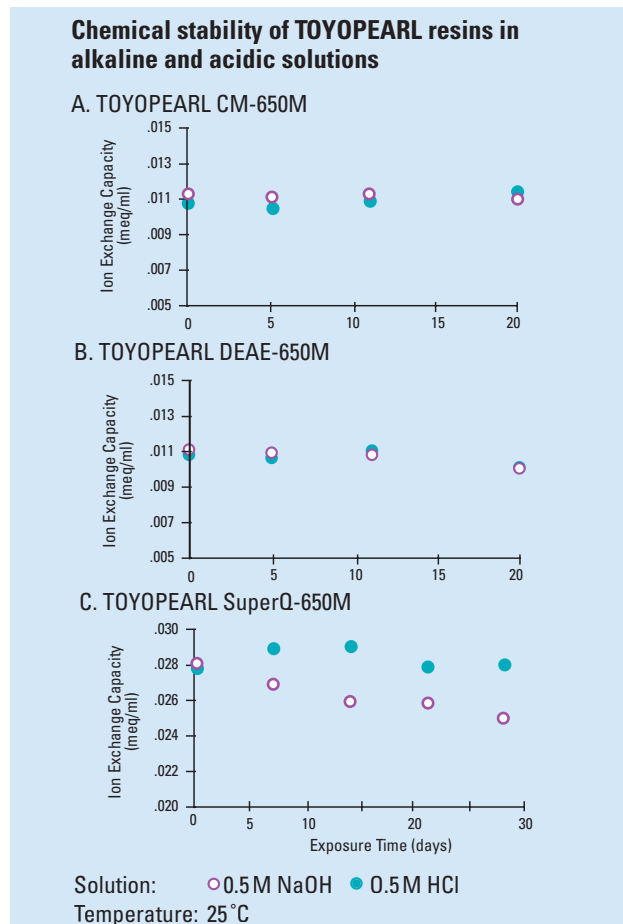 Chemical stability of TOYOPEARL resins in
alkaline and acidic solutions
A. TOYOPEARL CM-650M
Ion Exchange Capacity
(meq/ml)
.015
.013
.011
.009
.007
.005
0 5 10 15 20
B. TOYOPEARL DEAE-650M
Ion Exchange Capacity
(meq/ml)
.015
.013
.011
.009
.007
.005
0 5 10 15 20
C. TOYOPEARL SuperQ-650M
Ion Exchange Capacity
(meq/ml)
.030
.028
.026
.024
.022
.020
0 5 10 15 20 30
Exposure Time (days)
Solution: 0.5M NaOH 0.5M HCl
Temperature: 25˚C